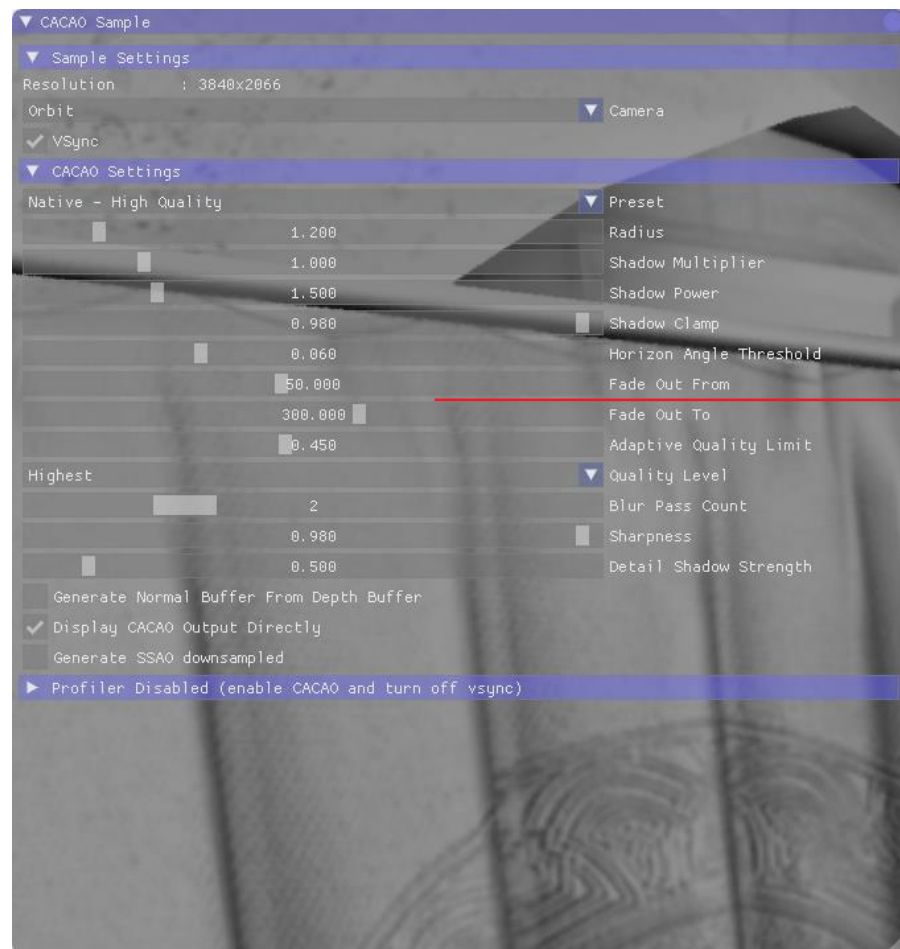 CACAO Sample
Sample Settings
Resolution : 3840x2066
Orbit Camera
VSync
CACAO Settings
Native - High Quality Preset
1.200 Radius
1.000 Shadow Multiplier
1.500 Shadow Power
0.980 Shadow Clamp
0.060 Horizon Angle Threshold
50.000 Fade Out From
300.000 Fade Out To
0.450 Adaptive Quality Limit
Highest Quality Level
2 Blur Pass Count
0.980 Sharpness
0.500 Detail Shadow Strength
Generate Normal Buffer From Depth Buffer
Display CACAO Output Directly
Generate SSAO downsampled
Profiler Disabled (enable CACAO and turn off vsync)